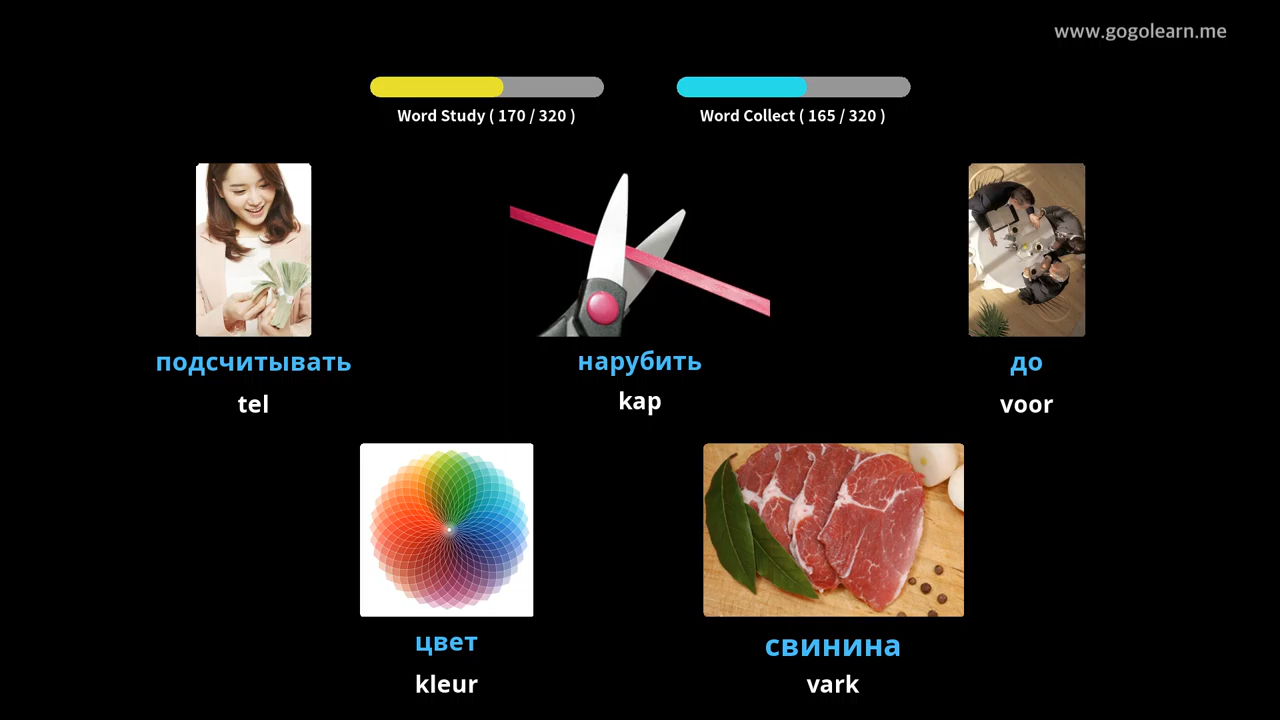 www.gogolearn.me
Word Study ( 170 / 320 )
Word Collect ( 165 / 320 )
подсчитывать
tel
нарубить
kap
до
voor
цвет
kleur
свинина
vark